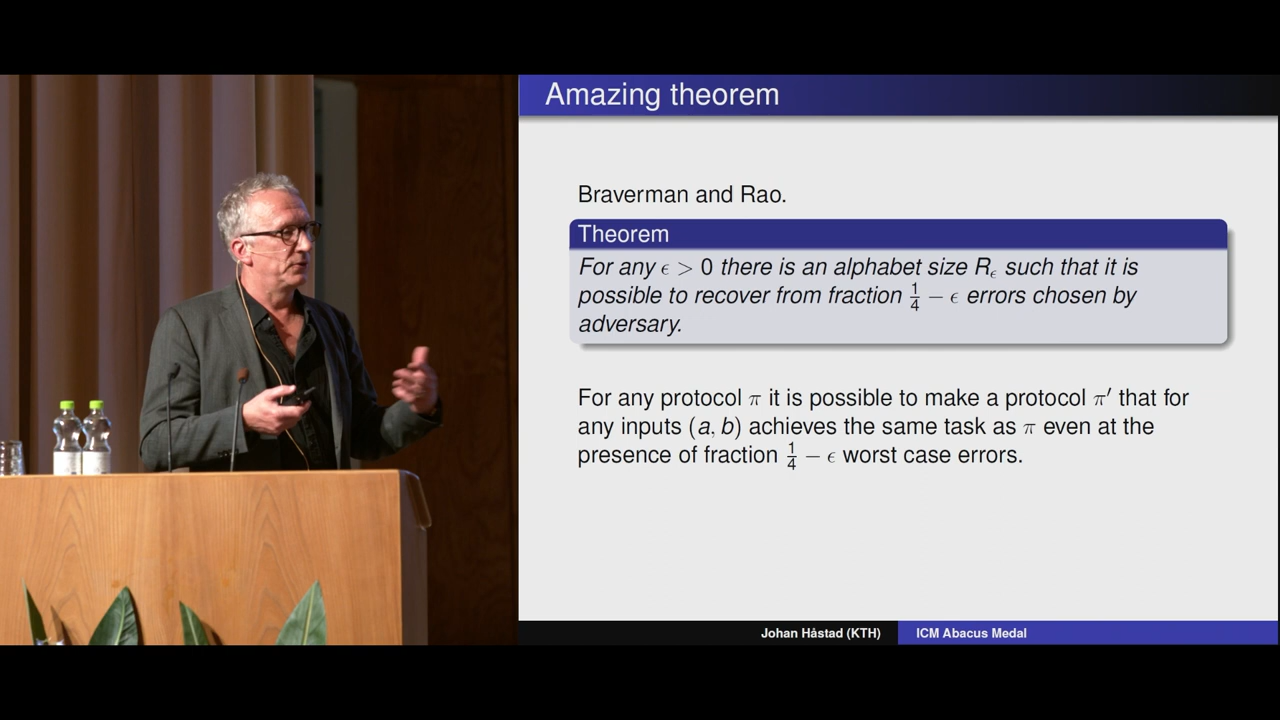 Amazing theorem
Braverman and Rao.
Theorem
For any ϵ > 0 there is an alphabet size R_ϵ such that it is
possible to recover from fraction 1/4 − ϵ errors chosen by
adversary.
For any protocol π it is possible to make a protocol π′ that for
any inputs (a, b) achieves the same task as π even at the
presence of fraction 1/4 − ϵ worst case errors.
Johan Håstad (KTH) ICM Abacus Medal